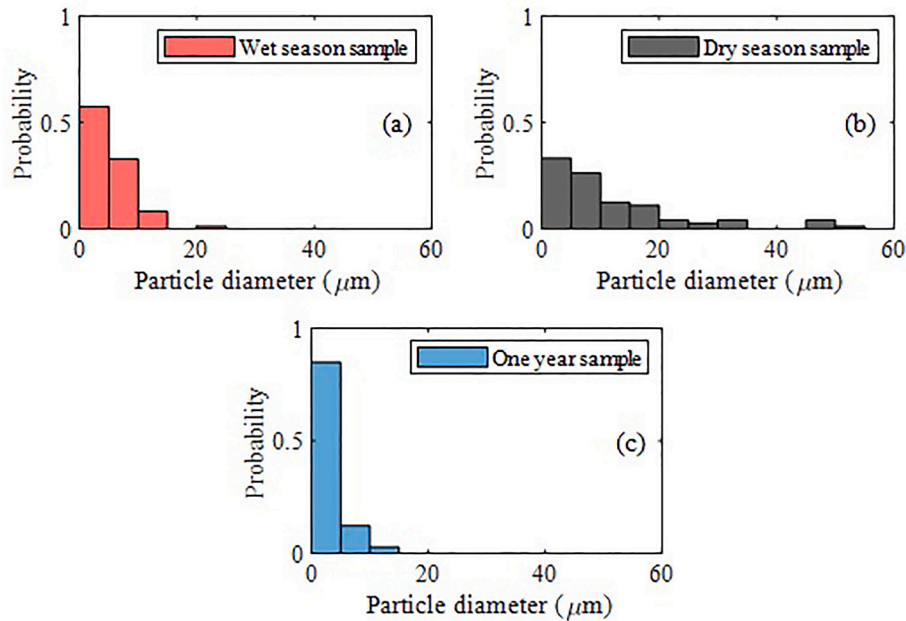 1
Wet season sample
Probability
0.5
(a)
0
0
20
40
60
Particle diameter (μm)
1
Dry season sample
Probability
0.5
(b)
0
0
20
40
60
Particle diameter (μm)
1
One year sample
Probability
0.5
(c)
0
0
20
40
60
Particle diameter (μm)